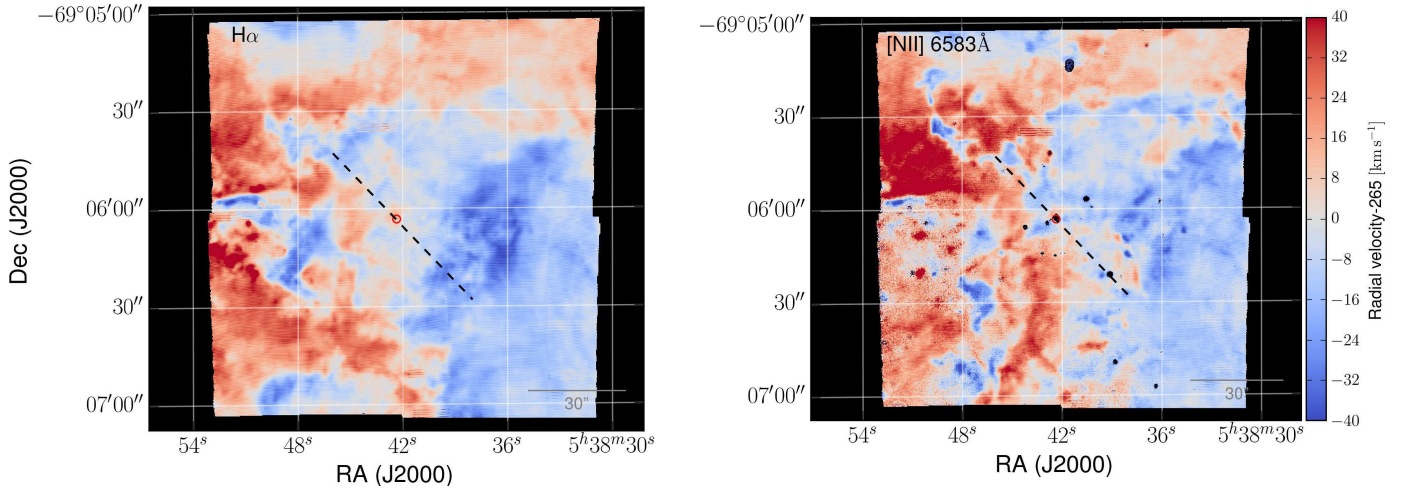 Hα
−69°05′00″
30″
06′00″
30″
07′00″
Dec (J2000)
30"
54ˢ 48ˢ 42ˢ 36ˢ 5ʰ38ᵐ30ˢ
RA (J2000)
[NII] 6583Å
−69°05′00″
30″
06′00″
30″
07′00″
30"
54ˢ 48ˢ 42ˢ 36ˢ 5ʰ38ᵐ30ˢ
RA (J2000)
40
32
24
16
8
0
−8
−16
−24
−32
−40
Radial velocity-265 [km s⁻¹]